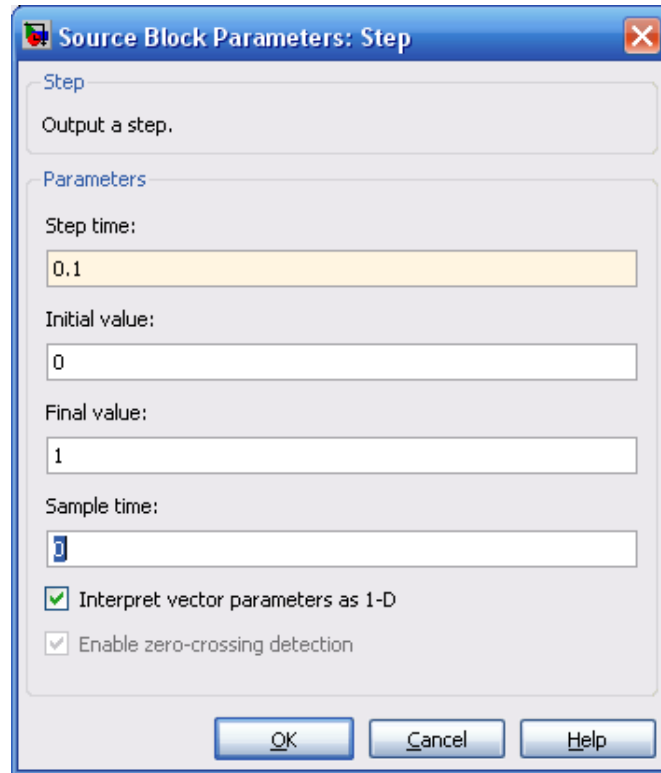 Source Block Parameters: Step
Step
Output a step.
Parameters
Step time:
0.1
Initial value:
0
Final value:
1
Sample time:
0
Interpret vector parameters as 1-D
Enable zero-crossing detection
OK Cancel Help